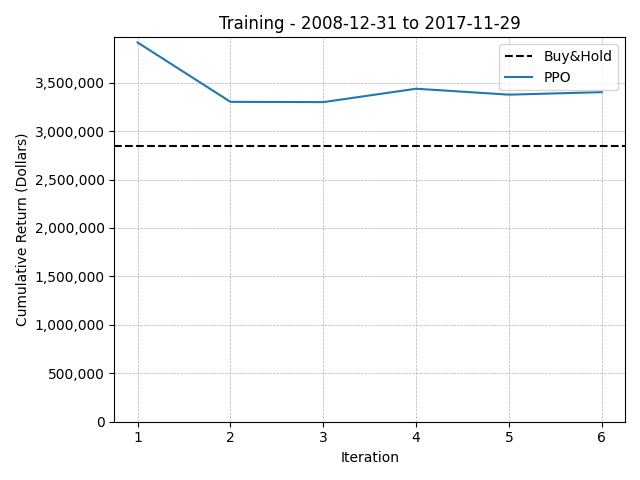 Training - 2008-12-31 to 2017-11-29
Buy&Hold
PPO
Cumulative Return (Dollars)
3,500,000
3,000,000
2,500,000
2,000,000
1,500,000
1,000,000
500,000
0
1 2 3 4 5 6
Iteration